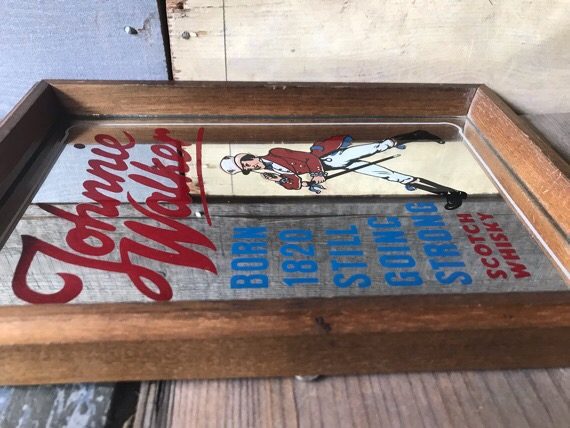 Johnnie
Walker
BORN
1820
STILL
GOING
STRONG
SCOTCH
WHISKY